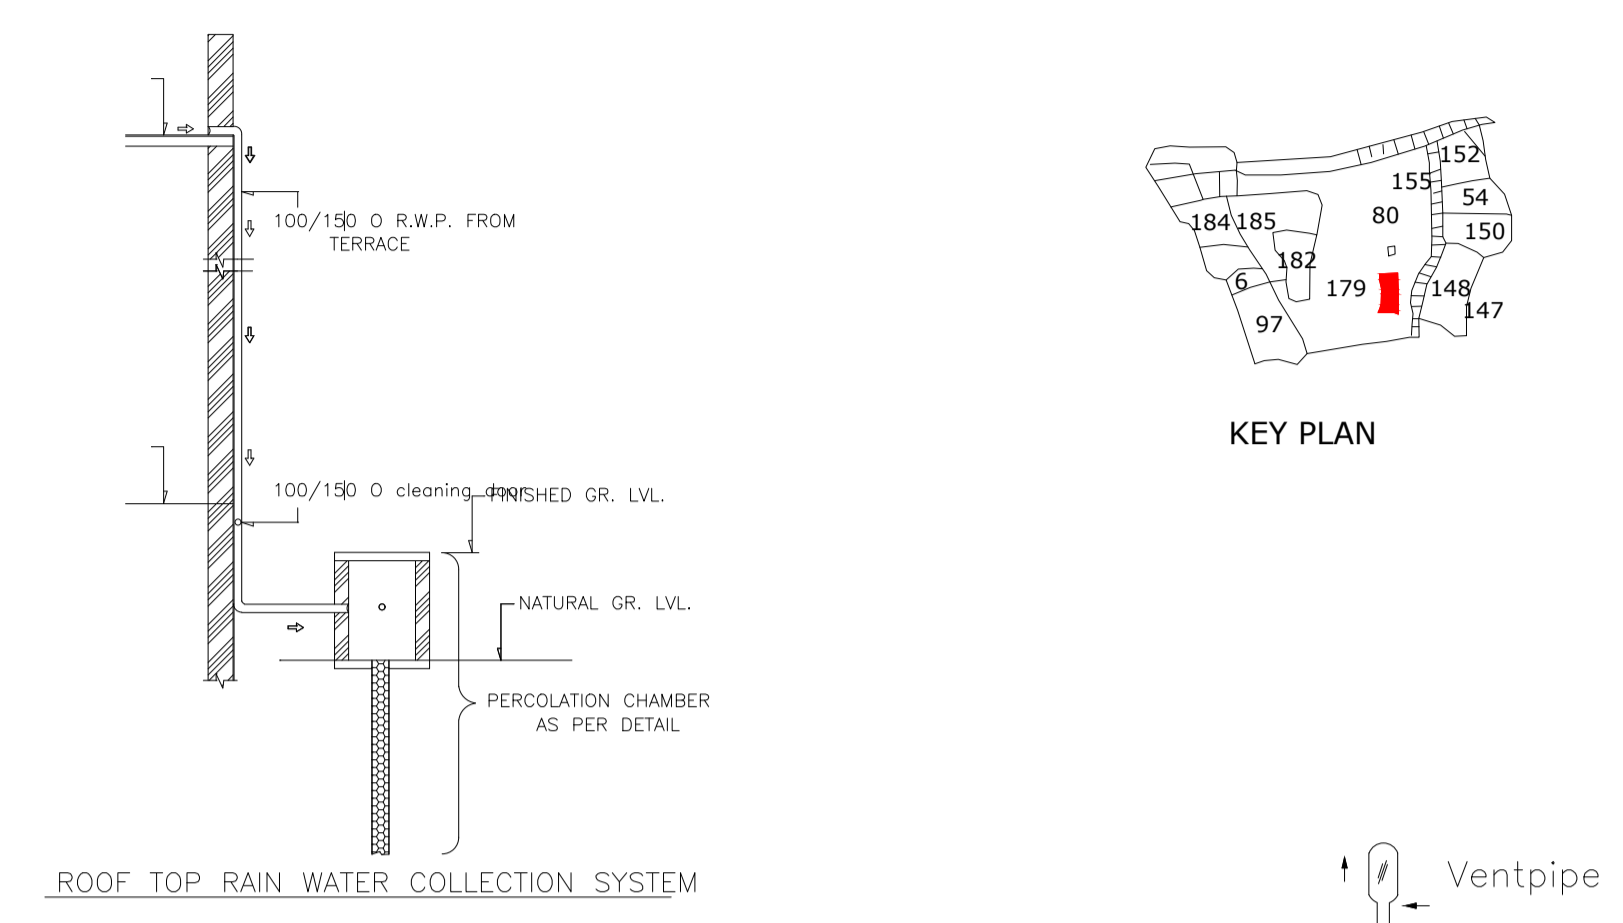 100/150 O R.W.P. FROM
TERRACE
100/150 O cleaning door
FINISHED GR. LVL.
NATURAL GR. LVL.
PERCOLATION CHAMBER
AS PER DETAIL
ROOF TOP RAIN WATER COLLECTION SYSTEM
152
155
54
80
184
185
150
182
6
179
148
147
97
KEY PLAN
Ventpipe